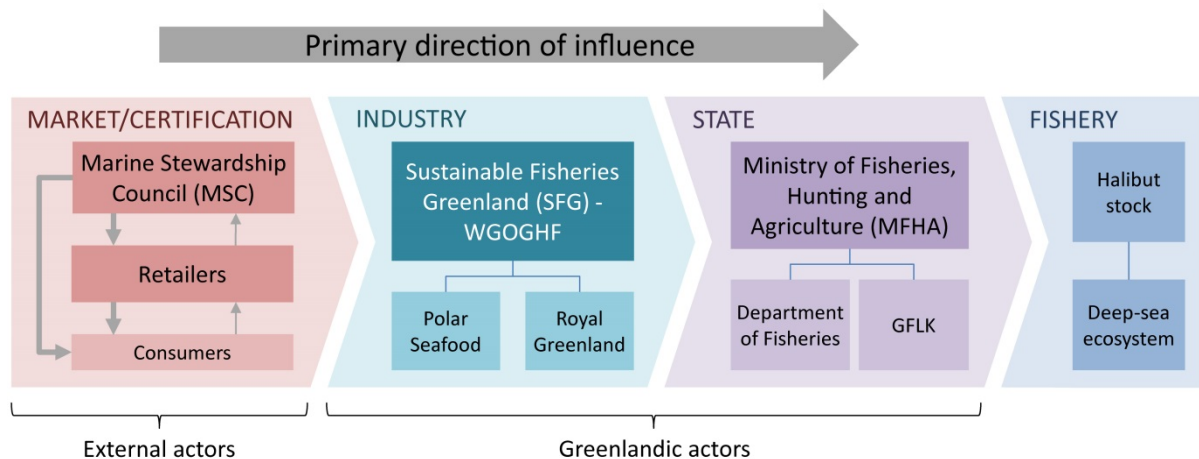 Primary direction of influence
MARKET/CERTIFICATION
Marine Stewardship
Council (MSC)
Retailers
Consumers
INDUSTRY
Sustainable Fisheries
Greenland (SFG) -
WGOGHF
Polar
Seafood
Royal
Greenland
STATE
Ministry of Fisheries,
Hunting and
Agriculture (MFHA)
Department
of Fisheries
GFLK
FISHERY
Halibut
stock
Deep-sea
ecosystem
External actors
Greenlandic actors